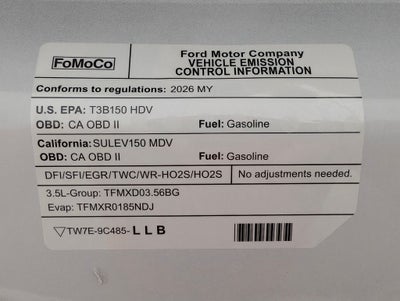 FoMoCo
Ford Motor Company
VEHICLE EMISSION
CONTROL INFORMATION
Conforms to regulations: 2026 MY
U.S. EPA: T3B150 HDV
OBD: CA OBD II Fuel: Gasoline
California: SULEV150 MDV
OBD: CA OBD II Fuel: Gasoline
DFI/SFI/EGR/TWC/WR-HO2S/HO2S No adjustments needed.
3.5L-Group: TFMXD03.56BG
Evap: TFMXR0185NDJ
▽TW7E-9C485-LLB